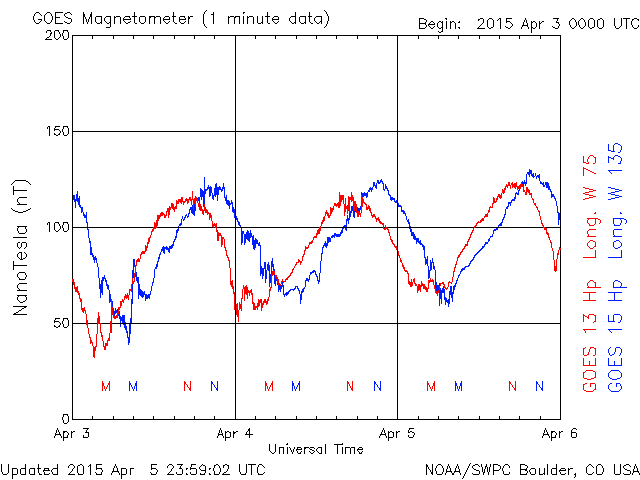 GOES Magnetometer (1 minute data)
Begin: 2015 Apr 3 0000 UTC
200
150
100
50
0
NanoTesla (nT)
M M N N M M N N M M N N
Apr 3 Apr 4 Apr 5 Apr 6
Universal Time
GOES 13 Hp Long. W 75
GOES 15 Hp Long. W 135
Updated 2015 Apr 5 23:59:02 UTC
NOAA/SWPC Boulder, CO USA